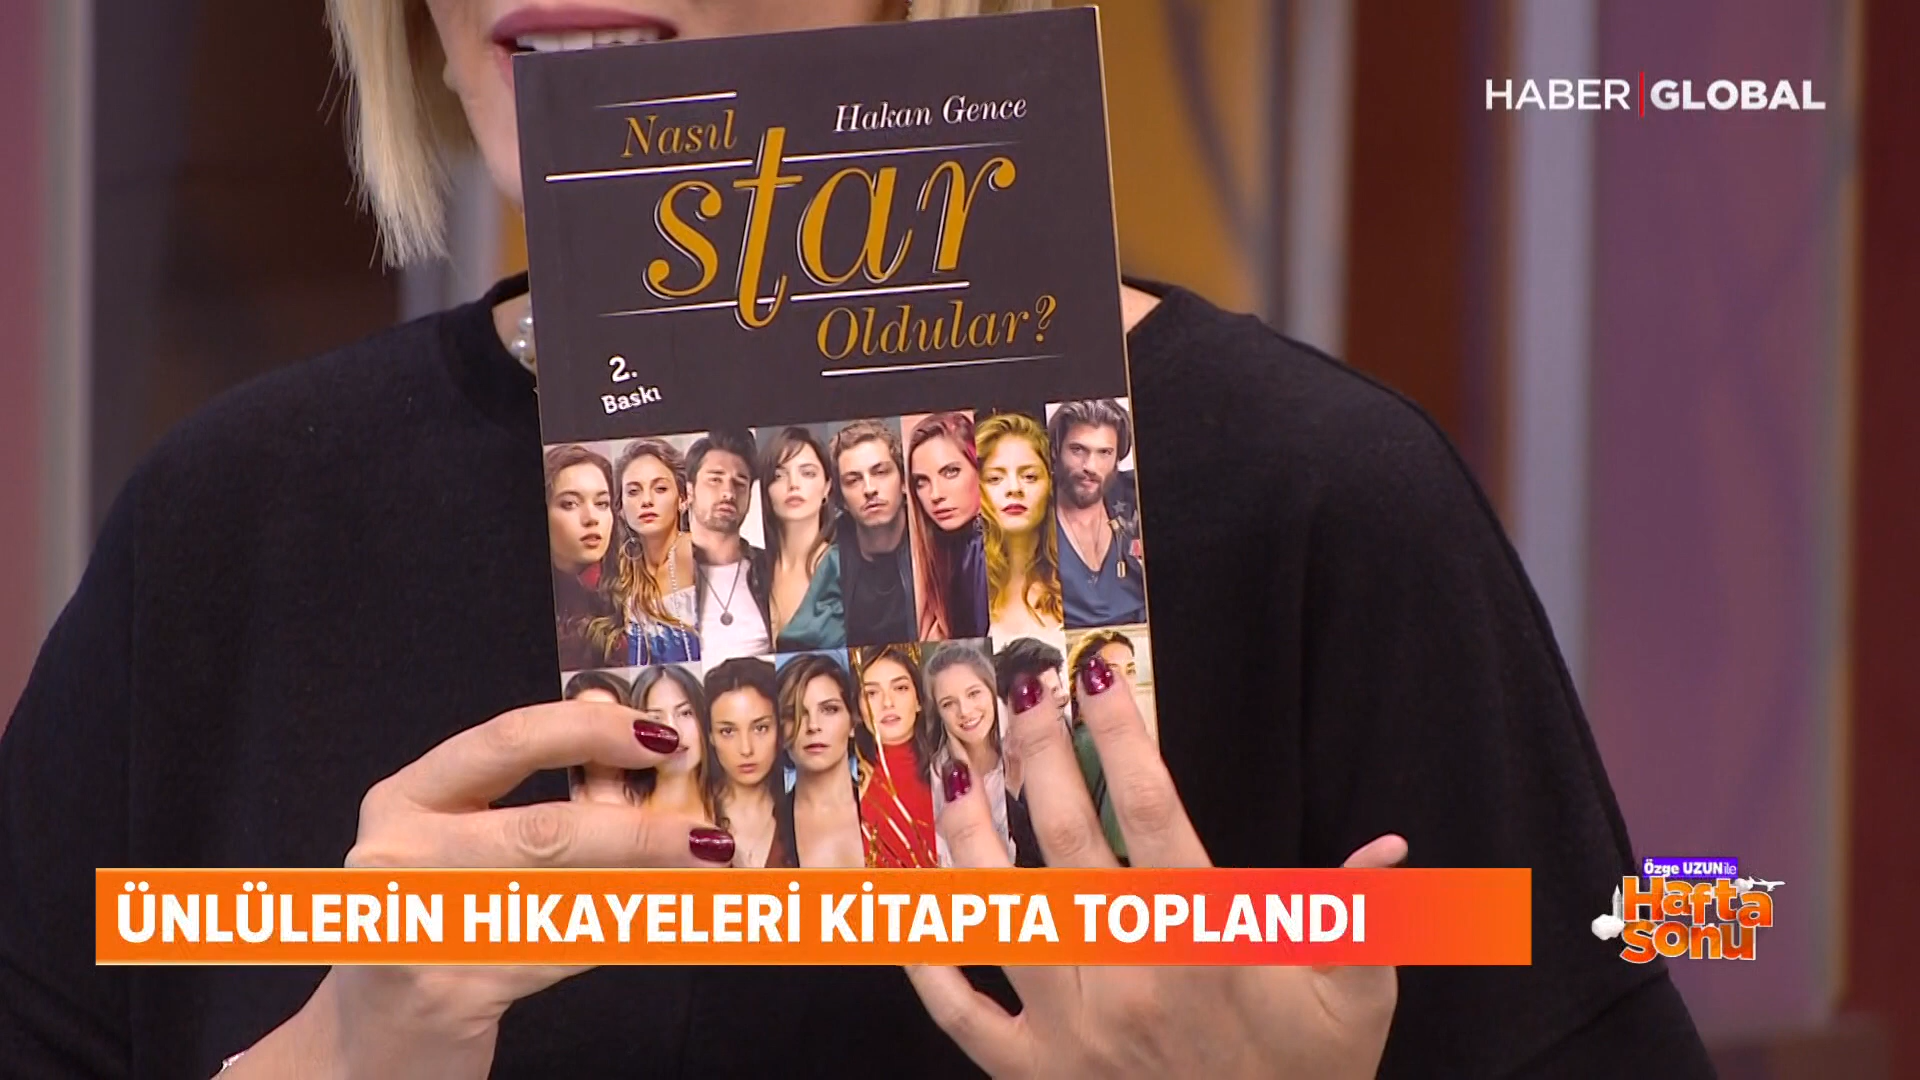 HABER GLOBAL
Hakan Gence
Nasıl
star
Oldular?
2.
Baskı
ÜNLÜLERİN HİKAYELERİ KİTAPTA TOPLANDI
Özge UZUN ile
Hafta
sonu